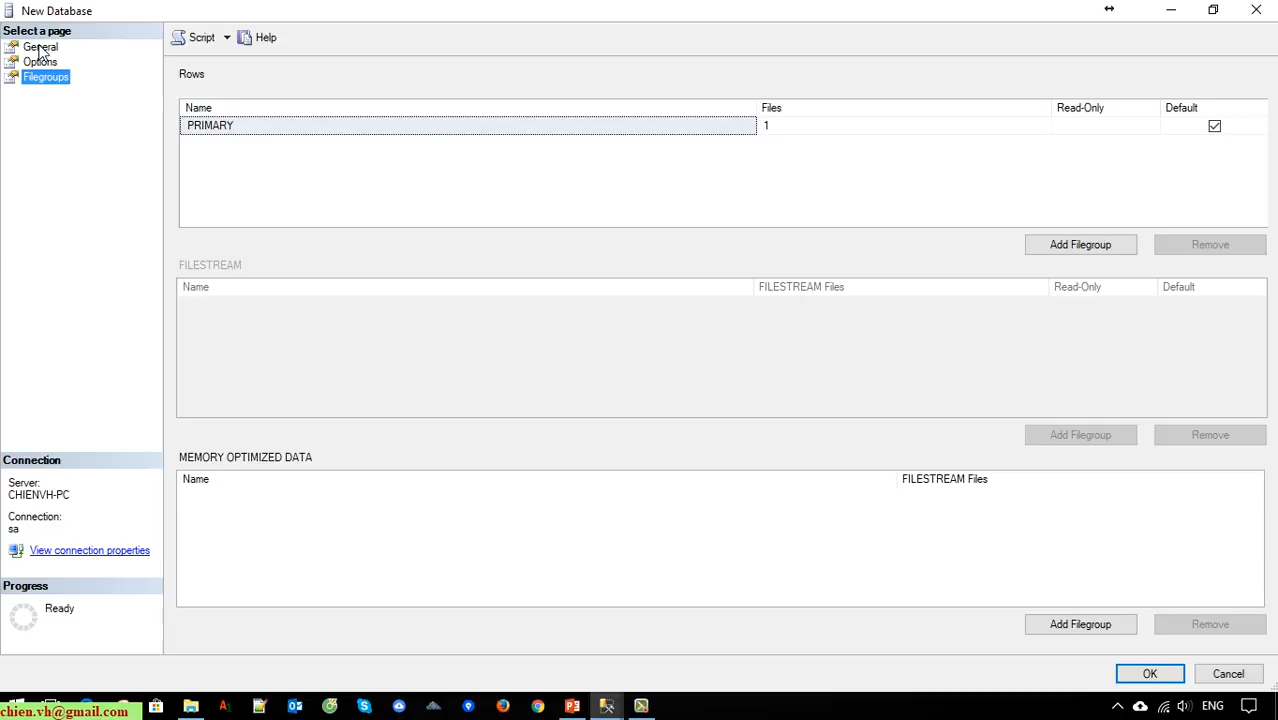 New Database
Select a page
General
Options
Filegroups
Script
Help
Rows
Name Files Read-Only Default
PRIMARY 1
Add Filegroup Remove
FILESTREAM
Name FILESTREAM Files Read-Only Default
Add Filegroup Remove
MEMORY OPTIMIZED DATA
Name FILESTREAM Files
Add Filegroup Remove
Connection
Server:
CHIENVH-PC
Connection:
sa
View connection properties
Progress
Ready
OK Cancel
chien.vh@gmail.com
ENG